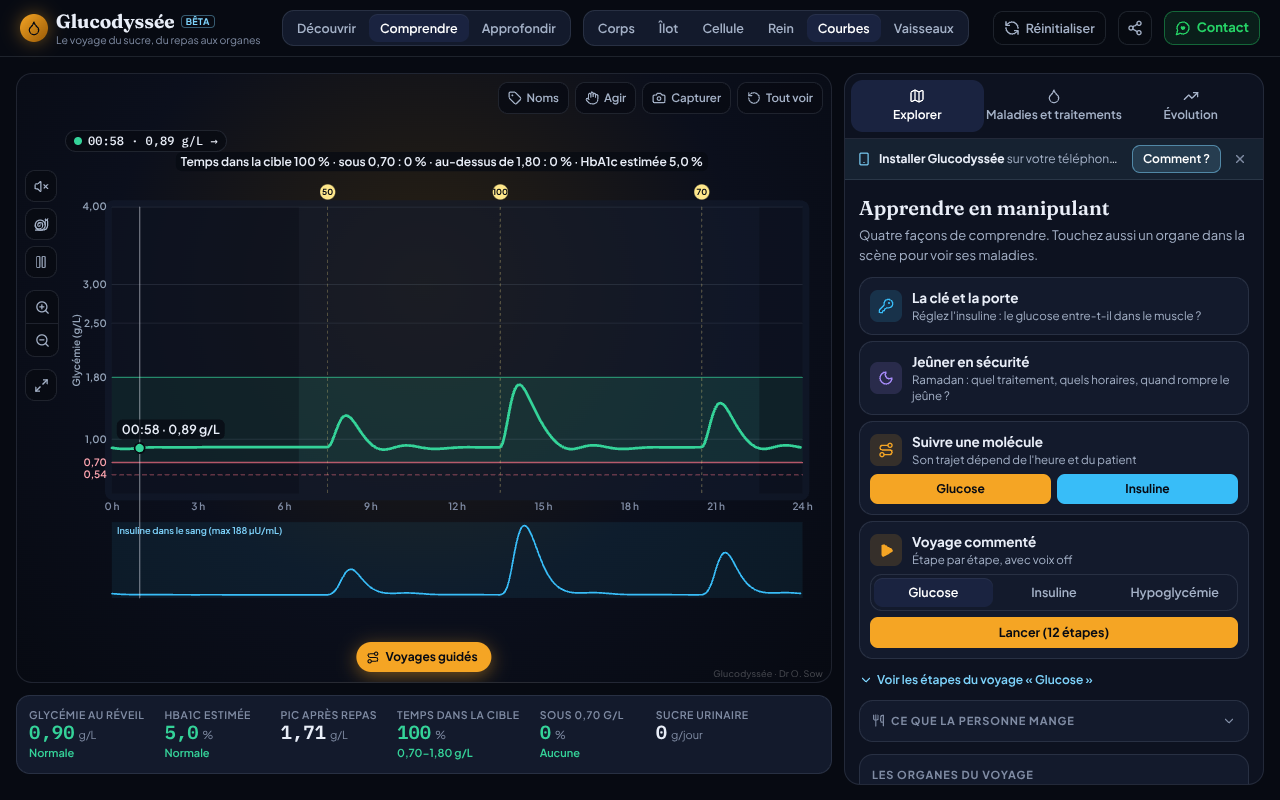 Glucodyssée BÊTA
Le voyage du sucre, du repas aux organes
Découvrir Comprendre Approfondir
Corps Îlot Cellule Rein Courbes Vaisseaux
Réinitialiser
Contact
Noms Agir Capturer Tout voir
00:58 · 0,89 g/L →
Temps dans la cible 100 % · sous 0,70 : 0 % · au-dessus de 1,80 : 0 % · HbA1c estimée 5,0 %
50 100 70
4,00
3,00
2,50
1,80
1,00
0,70
0,54
Glycémie (g/L)
00:58 · 0,89 g/L
0 h 3 h 6 h 9 h 12 h 15 h 18 h 21 h 24 h
Insuline dans le sang (max 188 µU/mL)
Voyages guidés
Glucodyssée · Dr O. Sow
GLYCÉMIE AU RÉVEIL
0,90 g/L
Normale
HBA1C ESTIMÉE
5,0 %
Normale
PIC APRÈS REPAS
1,71 g/L
TEMPS DANS LA CIBLE
100 %
0,70–1,80 g/L
SOUS 0,70 G/L
0 %
Aucune
SUCRE URINAIRE
0 g/jour
Explorer
Maladies et traitements
Évolution
Installer Glucodyssée sur votre téléphon…
Comment ?
Apprendre en manipulant
Quatre façons de comprendre. Touchez aussi un organe dans la
scène pour voir ses maladies.
La clé et la porte
Réglez l'insuline : le glucose entre-t-il dans le muscle ?
Jeûner en sécurité
Ramadan : quel traitement, quels horaires, quand rompre le
jeûne ?
Suivre une molécule
Son trajet dépend de l'heure et du patient
Glucose Insuline
Voyage commenté
Étape par étape, avec voix off
Glucose Insuline Hypoglycémie
Lancer (12 étapes)
Voir les étapes du voyage « Glucose »
CE QUE LA PERSONNE MANGE
LES ORGANES DU VOYAGE